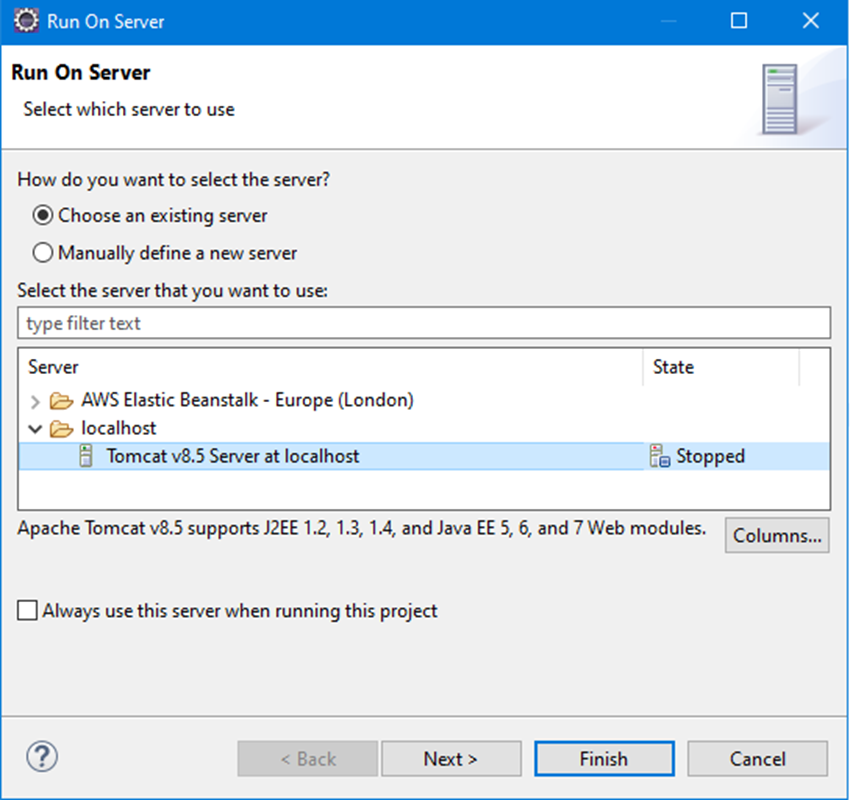 Run On Server
Run On Server
Select which server to use
How do you want to select the server?
Choose an existing server
Manually define a new server
Select the server that you want to use:
type filter text
Server State
AWS Elastic Beanstalk - Europe (London)
localhost
Tomcat v8.5 Server at localhost Stopped
Apache Tomcat v8.5 supports J2EE 1.2, 1.3, 1.4, and Java EE 5, 6, and 7 Web modules.
Columns...
Always use this server when running this project
? < Back Next > Finish Cancel